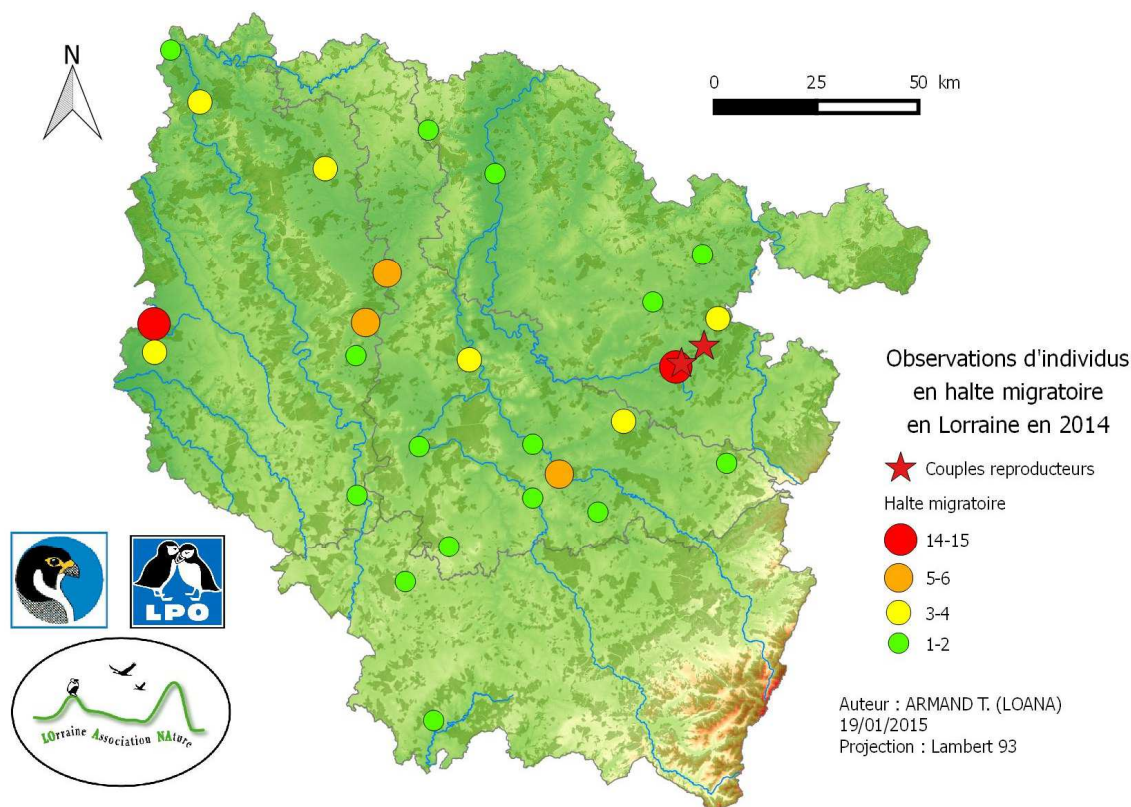 N
0 25 50 km
Observations d'individus
en halte migratoire
en Lorraine en 2014
Couples reproducteurs
Halte migratoire
14-15
5-6
3-4
1-2
LPO
LOrraine Association NAture
Auteur : ARMAND T. (LOANA)
19/01/2015
Projection : Lambert 93